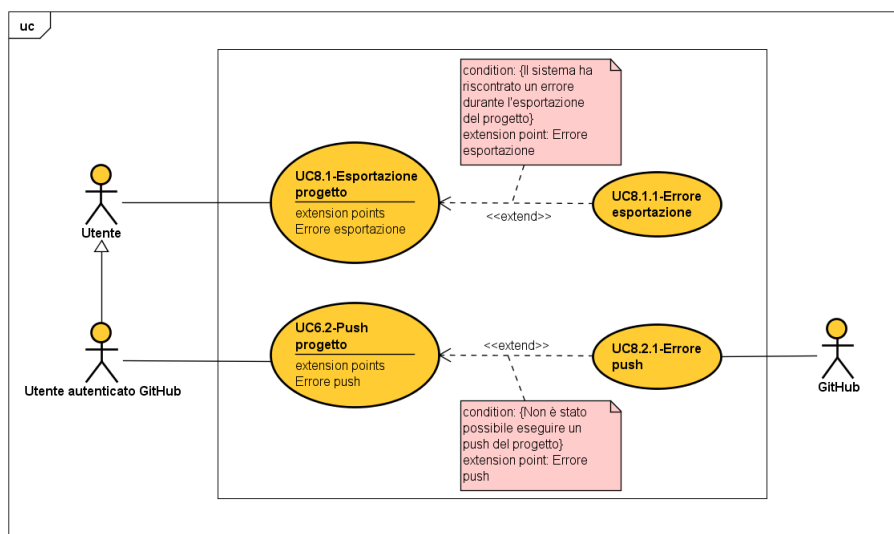 uc
condition: {Il sistema ha
riscontrato un errore
durante l'esportazione
del progetto}
extension point: Errore
esportazione
UC8.1-Esportazione
progetto
extension points
Errore esportazione
<<extend>>
UC8.1.1-Errore
esportazione
Utente
UC6.2-Push
progetto
extension points
Errore push
<<extend>>
UC8.2.1-Errore
push
Utente autenticato GitHub
GitHub
condition: {Non è stato
possibile eseguire un
push del progetto}
extension point: Errore
push